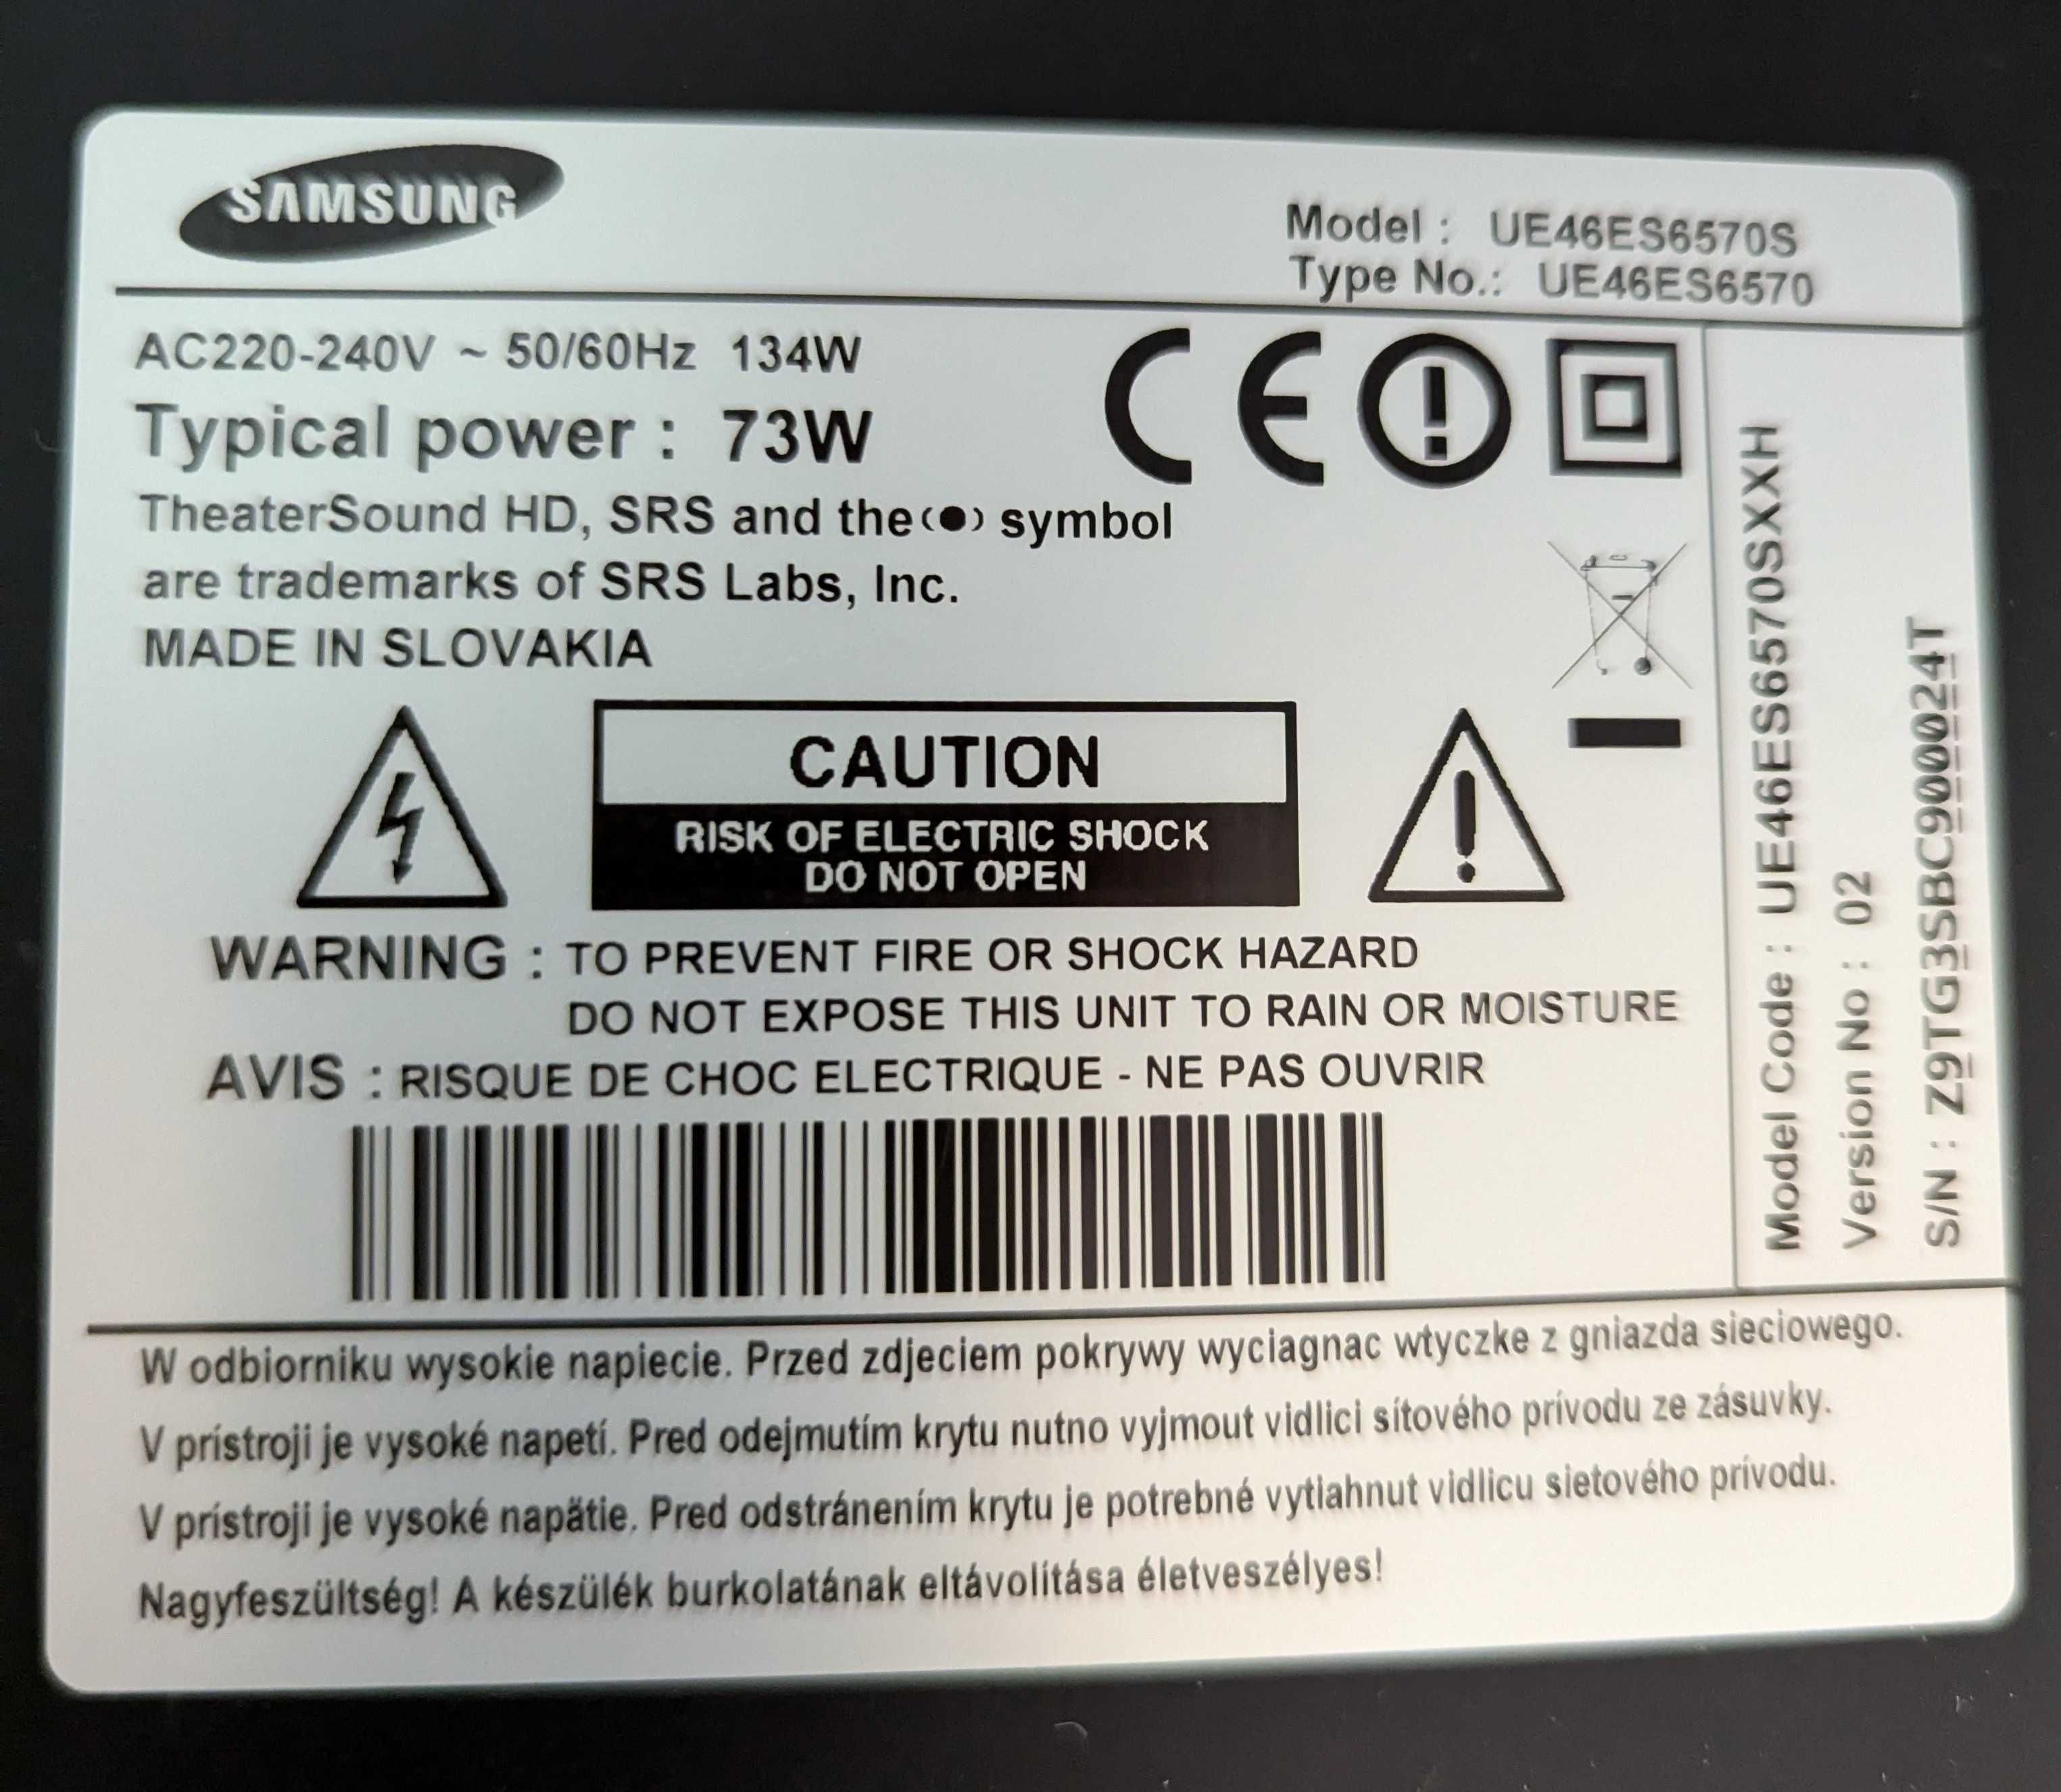 SAMSUNG
Model : UE46ES6570S
Type No.: UE46ES6570
AC220-240V ~ 50/60Hz 134W
Typical power : 73W
TheaterSound HD, SRS and the (●) symbol
are trademarks of SRS Labs, Inc.
MADE IN SLOVAKIA
CAUTION
RISK OF ELECTRIC SHOCK
DO NOT OPEN
WARNING : TO PREVENT FIRE OR SHOCK HAZARD
DO NOT EXPOSE THIS UNIT TO RAIN OR MOISTURE
AVIS : RISQUE DE CHOC ELECTRIQUE - NE PAS OUVRIR
Model Code : UE46ES6570SXXH
Version No : 02
S/N : Z9TG3SBC900024T
W odbiorniku wysokie napiecie. Przed zdjeciem pokrywy wyciagnac wtyczke z gniazda sieciowego.
V prístroji je vysoké napetí. Pred odejmutím krytu nutno vyjmout vidlici sítového prívodu ze zásuvky.
V prístroji je vysoké napätie. Pred odstránením krytu je potrebné vytiahnut vidlicu sietového prívodu.
Nagyfeszültség! A készülék burkolatának eltávolítása életveszélyes!